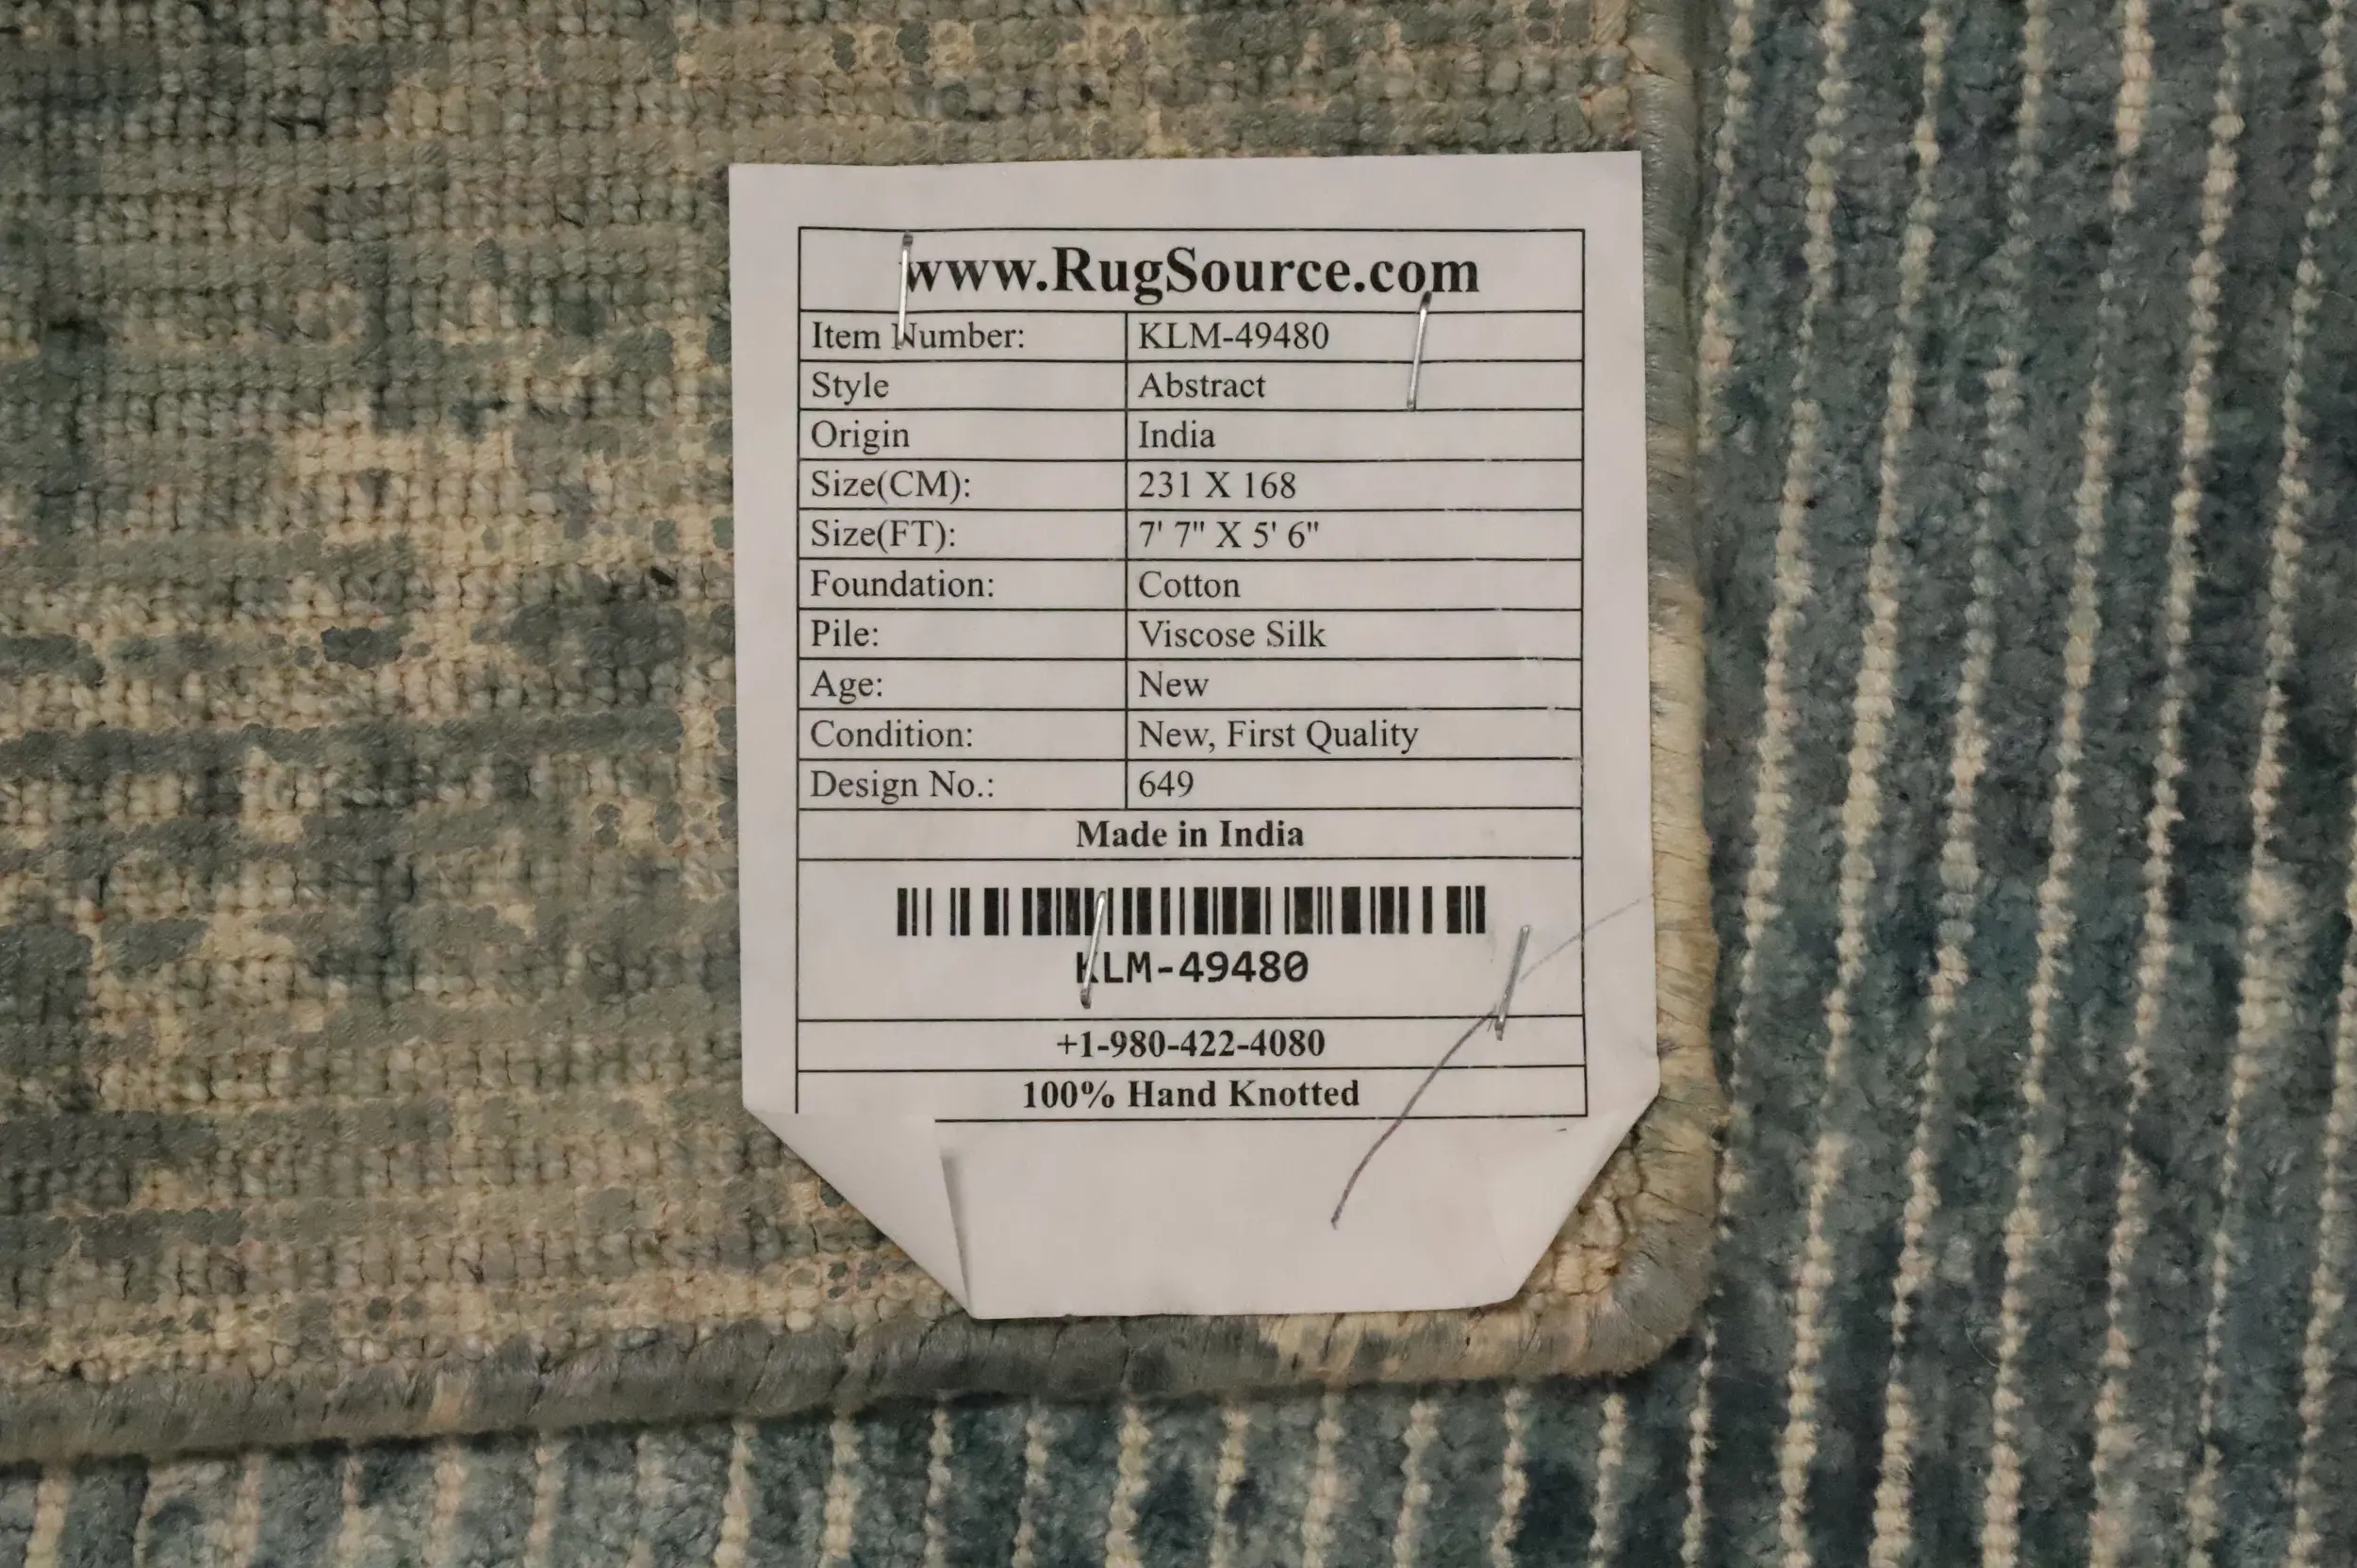 www.RugSource.com
Item Number: KLM-49480
Style Abstract
Origin India
Size(CM): 231 X 168
Size(FT): 7' 7" X 5' 6"
Foundation: Cotton
Pile: Viscose Silk
Age: New
Condition: New, First Quality
Design No.: 649
Made in India
KLM-49480
+1-980-422-4080
100% Hand Knotted